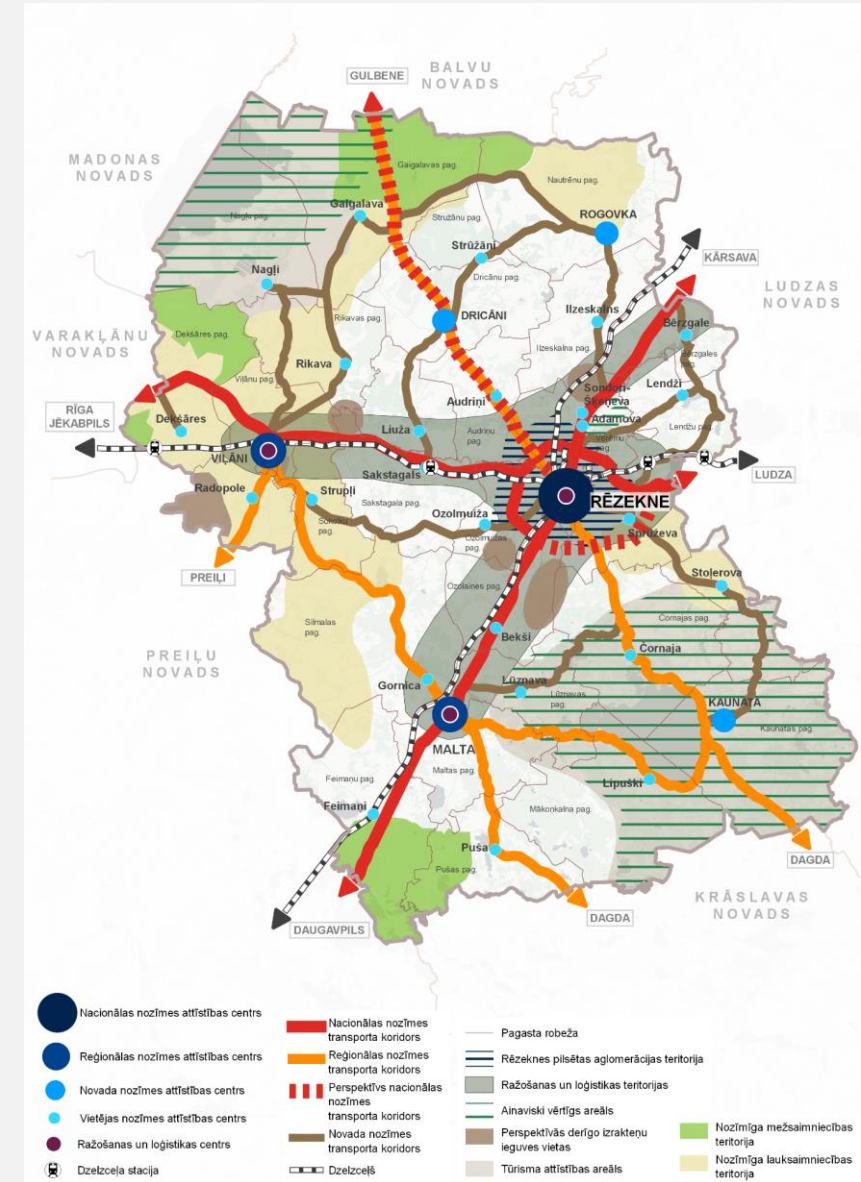 BALVU
NOVADS
GULBENE
MADONAS
NOVADS
Gaigalavas pag.
Nautrēnu pag.
Nagļu pag.
Gaigalava
Stružānu pag.
ROGOVKA
Strūžāni
KĀRSAVA
Nagļi
Dricānu pag.
LUDZAS
NOVADS
DRICĀNI
Ilzeskalns
Rikavas pag.
Bērzgale
VARAKĻĀNU
NOVADS
Dekšāres pag.
Ilzeskalna pag.
Bērzgales
pag.
Viļānu pag.
Rikava
Lendži
Audriņi
Sondori-
Škeņeva
RĪGA
JĒKABPILS
Adamova
Dekšāres
Liuža
Audriņu
pag.
Vērēmu
pag.
Lendžu pag.
VIĻĀNI
Sakstagals
LUDZA
Radopole
Strupļi
RĒZEKNE
Sakstagala pag.
Ozolmuiža
Sokolku
pag.
Spruževa
Ozolmuižas
pag.
PREIĻI
Stoļerova
Ozolaines pag.
Silmalas
pag.
Čornajas pag.
Bekši
PREIĻU
NOVADS
Čornaja
Gornica
Lūznava
Lūznavas
pag.
KAUNATA
MALTA
Kaunatas pag.
Maltas pag.
Feimaņu pag.
Lipuški
Feimaņi
Mākoņkalna pag.
Puša
Pušas pag.
DAGDA
KRĀSLAVAS
NOVADS
DAGDA
DAUGAVPILS
Nacionālas nozīmes attīstības centrs
Reģionālas nozīmes attīstības centrs
Novada nozīmes attīstības centrs
Vietējas nozīmes attīstības centrs
Ražošanas un loģistikas centrs
Dzelzceļa stacija
Nacionālas nozīmes
transporta koridors
Reģionālas nozīmes
transporta koridors
Perspektīvs nacionālas
nozīmes
transporta koridors
Novada nozīmes
transporta koridors
Dzelzceļš
Pagasta robeža
Rēzeknes pilsētas aglomerācijas teritorija
Ražošanas un loģistikas teritorijas
Ainaviski vērtīgs areāls
Perspektīvās derīgo izrakteņu
ieguves vietas
Tūrisma attīstības areāls
Nozīmīga mežsaimniecības
teritorija
Nozīmīga lauksaimniecības
teritorija